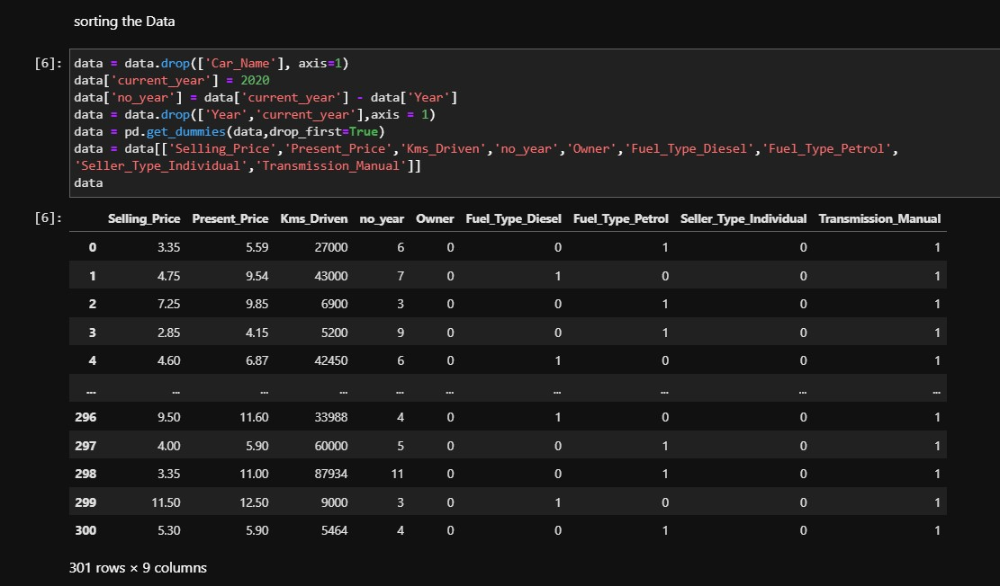 sorting the Data
[6]: data = data.drop(['Car_Name'], axis=1)
data['current_year'] = 2020
data['no_year'] = data['current_year'] - data['Year']
data = data.drop(['Year','current_year'],axis = 1)
data = pd.get_dummies(data,drop_first=True)
data = data[['Selling_Price','Present_Price','Kms_Driven','no_year','Owner','Fuel_Type_Diesel','Fuel_Type_Petrol',
'Seller_Type_Individual','Transmission_Manual']]
data
[6]: Selling_Price Present_Price Kms_Driven no_year Owner Fuel_Type_Diesel Fuel_Type_Petrol Seller_Type_Individual Transmission_Manual
0 3.35 5.59 27000 6 0 0 1 0 1
1 4.75 9.54 43000 7 0 1 0 0 1
2 7.25 9.85 6900 3 0 0 1 0 1
3 2.85 4.15 5200 9 0 0 1 0 1
4 4.60 6.87 42450 6 0 1 0 0 1
... ... ... ... ... ... ... ... ... ...
296 9.50 11.60 33988 4 0 1 0 0 1
297 4.00 5.90 60000 5 0 0 1 0 1
298 3.35 11.00 87934 11 0 0 1 0 1
299 11.50 12.50 9000 3 0 1 0 0 1
300 5.30 5.90 5464 4 0 0 1 0 1
301 rows × 9 columns